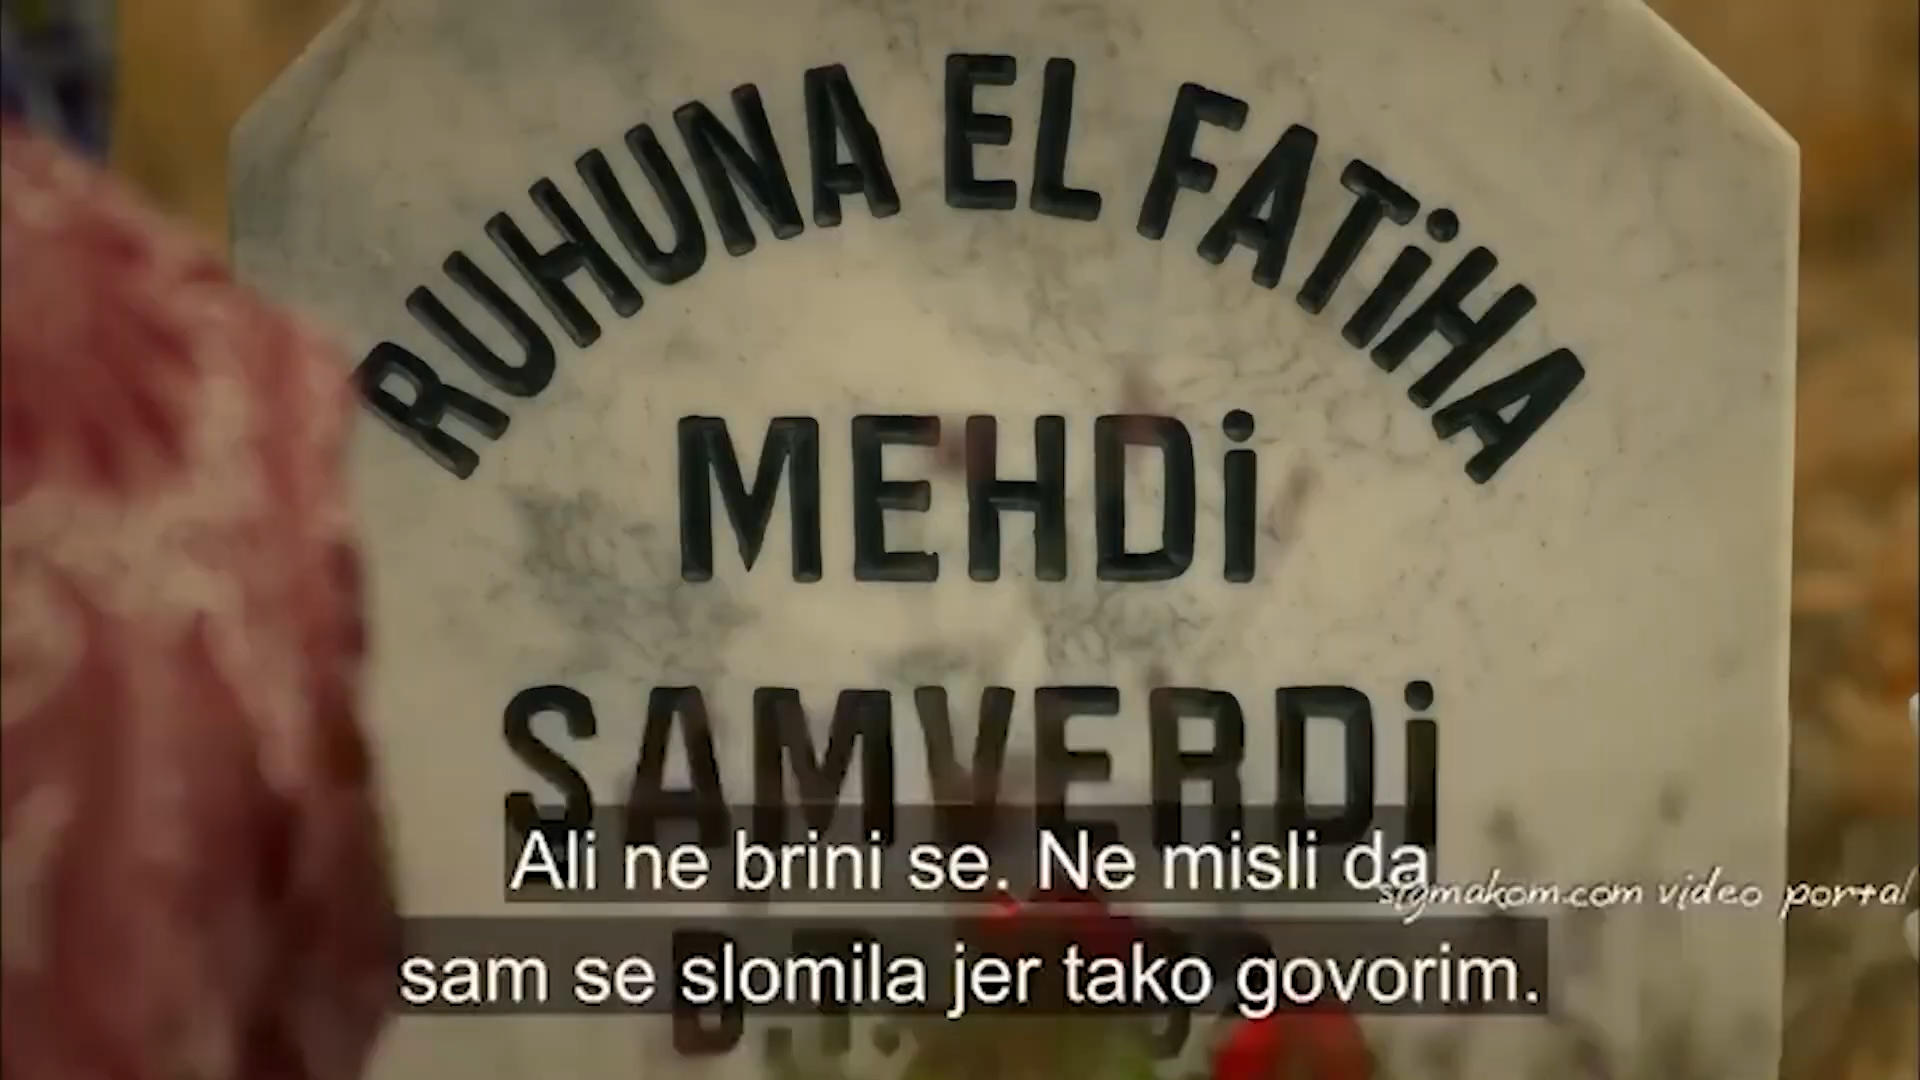 RUHUNA EL FATiHA
MEHDi
SAMVERDi
Ali ne brini se. Ne misli da
sigmakom.com video portal
sam se slomila jer tako govorim.